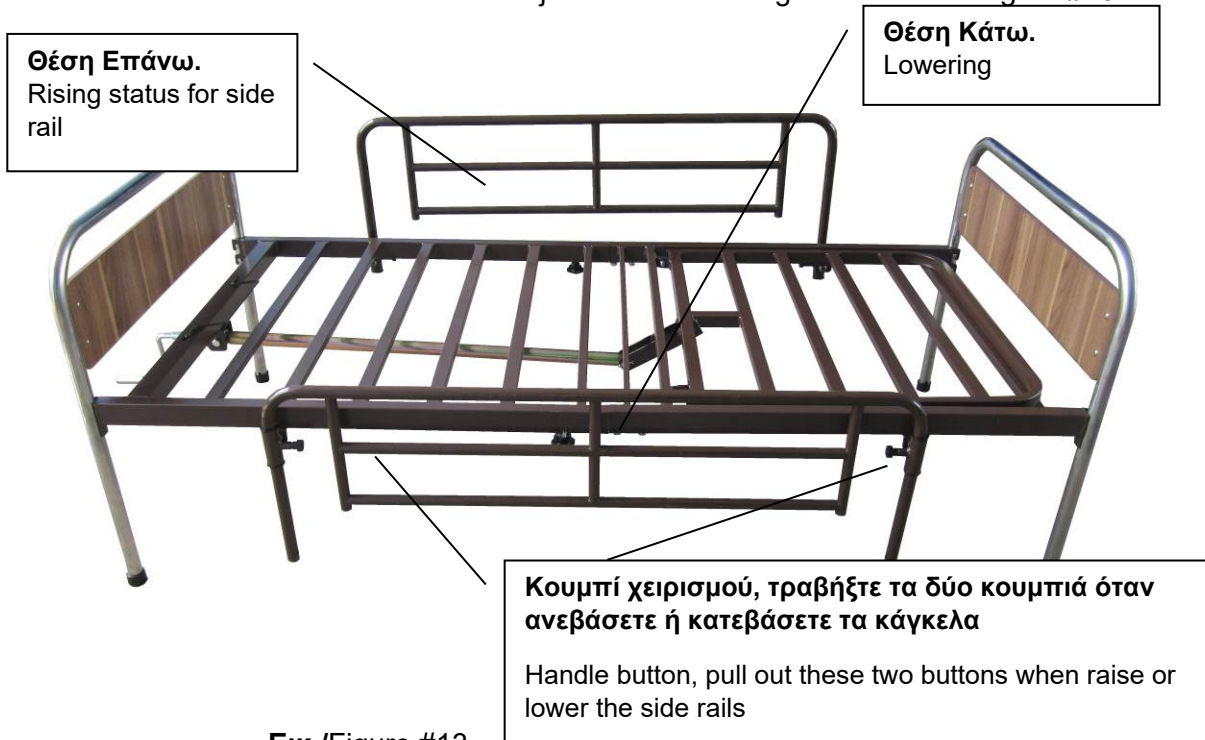 Θέση Επάνω.
Rising status for side
rail
Θέση Κάτω.
Lowering
Κουμπί χειρισμού, τραβήξτε τα δύο κουμπιά όταν
ανεβάσετε ή κατεβάσετε τα κάγκελα
Handle button, pull out these two buttons when raise or
lower the side rails
Εικ./Figure